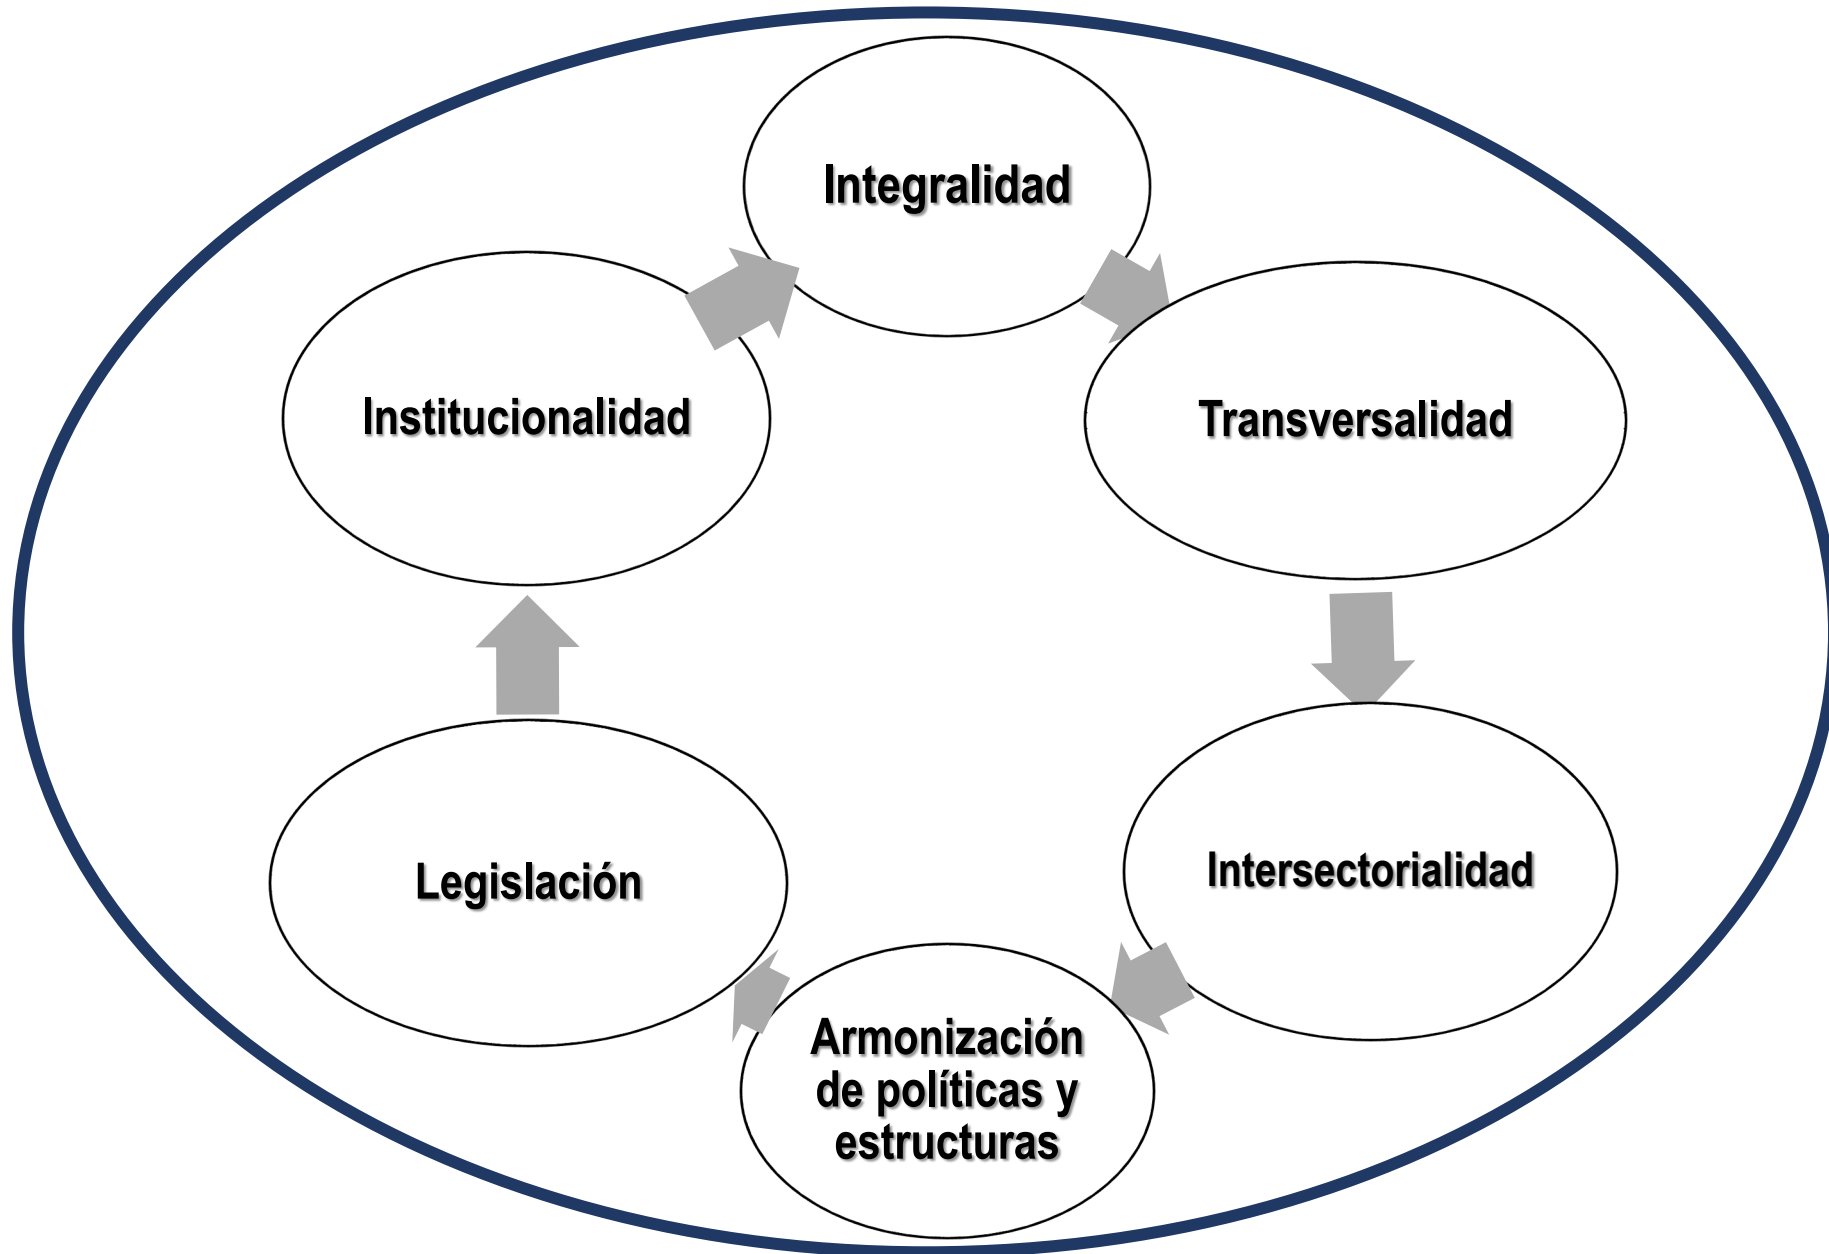 Integralidad
Institucionalidad
Transversalidad
Legislación
Intersectorialidad
Armonización
de políticas y
estructuras